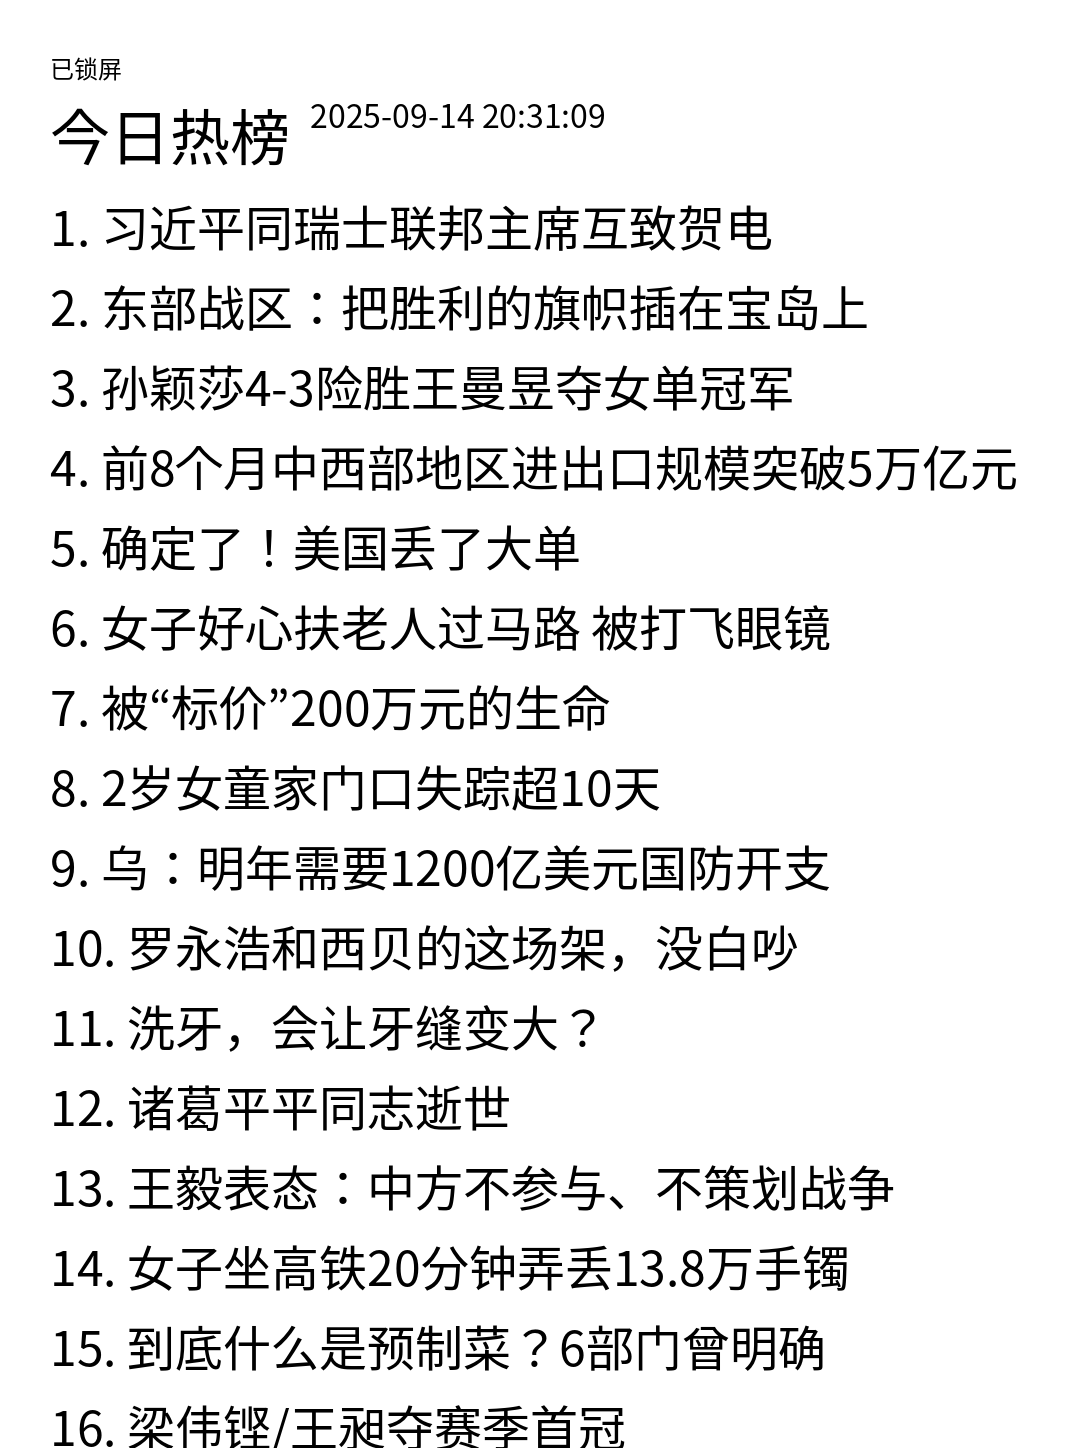 已锁屏
今日热榜 2025-09-14 20:31:09
1. 习近平同瑞士联邦主席互致贺电
2. 东部战区：把胜利的旗帜插在宝岛上
3. 孙颖莎4-3险胜王曼昱夺女单冠军
4. 前8个月中西部地区进出口规模突破5万亿元
5. 确定了！美国丢了大单
6. 女子好心扶老人过马路 被打飞眼镜
7. 被“标价”200万元的生命
8. 2岁女童家门口失踪超10天
9. 乌：明年需要1200亿美元国防开支
10. 罗永浩和西贝的这场架，没白吵
11. 洗牙，会让牙缝变大？
12. 诸葛平平同志逝世
13. 王毅表态：中方不参与、不策划战争
14. 女子坐高铁20分钟弄丢13.8万手镯
15. 到底什么是预制菜？6部门曾明确
16. 梁伟铿/王昶夺赛季首冠